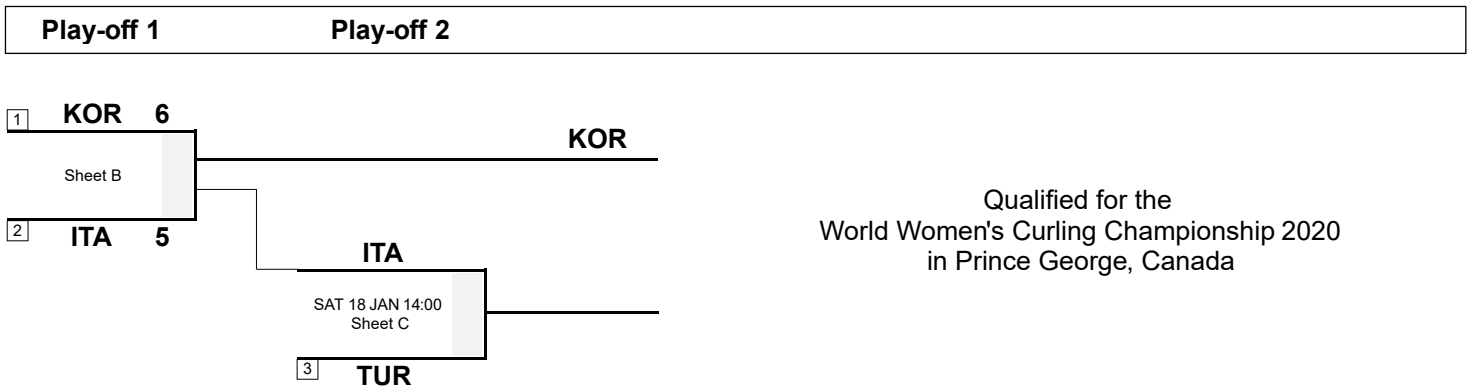 Play-off 1 Play-off 2
1 KOR 6
Sheet B
2 ITA 5
KOR
ITA
SAT 18 JAN 14:00
Sheet C
3 TUR
Qualified for the
World Women's Curling Championship 2020
in Prince George, Canada